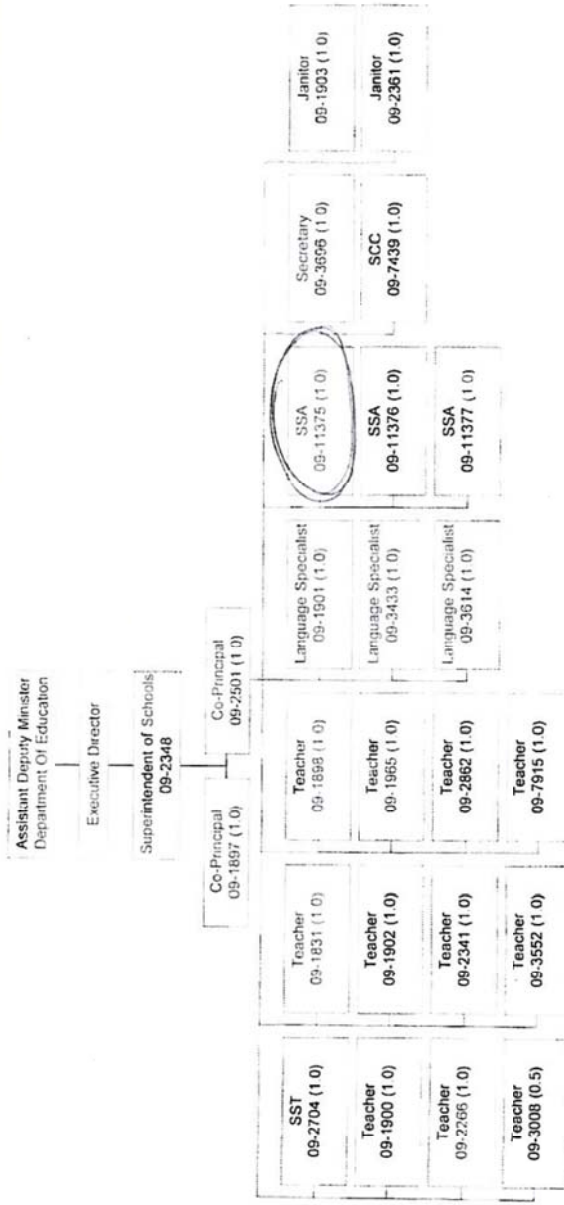 Assistant Deputy Minister
Department Of Education
Executive Director
Superintendent of Schools
09-2348
Co-Principal
09-1897 (1.0)
Co-Principal
09-2501 (1 0)
SST
09-2704 (1.0)
Teacher
09-1900 (1.0)
Teacher
09-2266 (1.0)
Teacher
09-3008 (0.5)
Teacher
09-1831 (1 0)
Teacher
09-1902 (1.0)
Teacher
09-2341 (1.0)
Teacher
09-3552 (1.0)
Teacher
09-1898 (1 0)
Teacher
09-1965 (1.0)
Teacher
09-2862 (1.0)
Teacher
09-7915 (1.0)
Language Specialist
09-1901 (1.0)
Language Specialist
09-3433 (1.0)
Language Specialist
09-3614 (1.0)
SSA
09-11375 (1 0)
SSA
09-11376 (1.0)
SSA
09-11377 (1 0)
Secretary
09-3696 (1 0)
SCC
09-7439 (1.0)
Janitor
09-1903 (1 0)
Janitor
09-2361 (1.0)